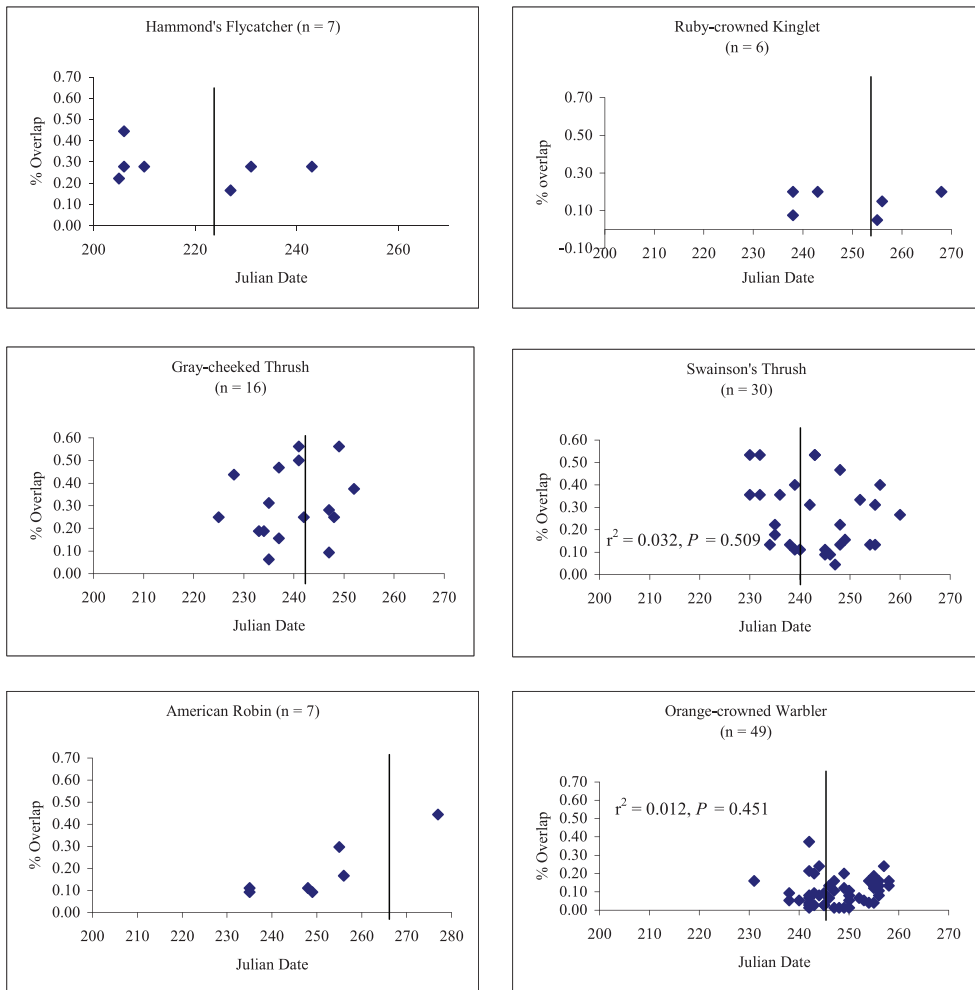 Hammond's Flycatcher (n = 7)
% Overlap
0.70
0.60
0.50
0.40
0.30
0.20
0.10
0.00
200 220 240 260
Julian Date
Ruby-crowned Kinglet
(n = 6)
% overlap
0.70
0.50
0.30
0.10
-0.10
200 210 220 230 240 250 260 270
Julian Date
Gray-cheeked Thrush
(n = 16)
% Overlap
0.60
0.50
0.40
0.30
0.20
0.10
0.00
200 210 220 230 240 250 260 270
Julian Date
Swainson's Thrush
(n = 30)
% Overlap
0.60
0.50
0.40
0.30
0.20
0.10
0.00
r² = 0.032, P = 0.509
200 210 220 230 240 250 260 270
Julian Date
American Robin (n = 7)
% Overlap
0.70
0.60
0.50
0.40
0.30
0.20
0.10
0.00
200 210 220 230 240 250 260 270 280
Julian Date
Orange-crowned Warbler
(n = 49)
% Overlap
0.70
0.60
0.50
0.40
0.30
0.20
0.10
0.00
r² = 0.012, P = 0.451
200 210 220 230 240 250 260 270
Julian Date